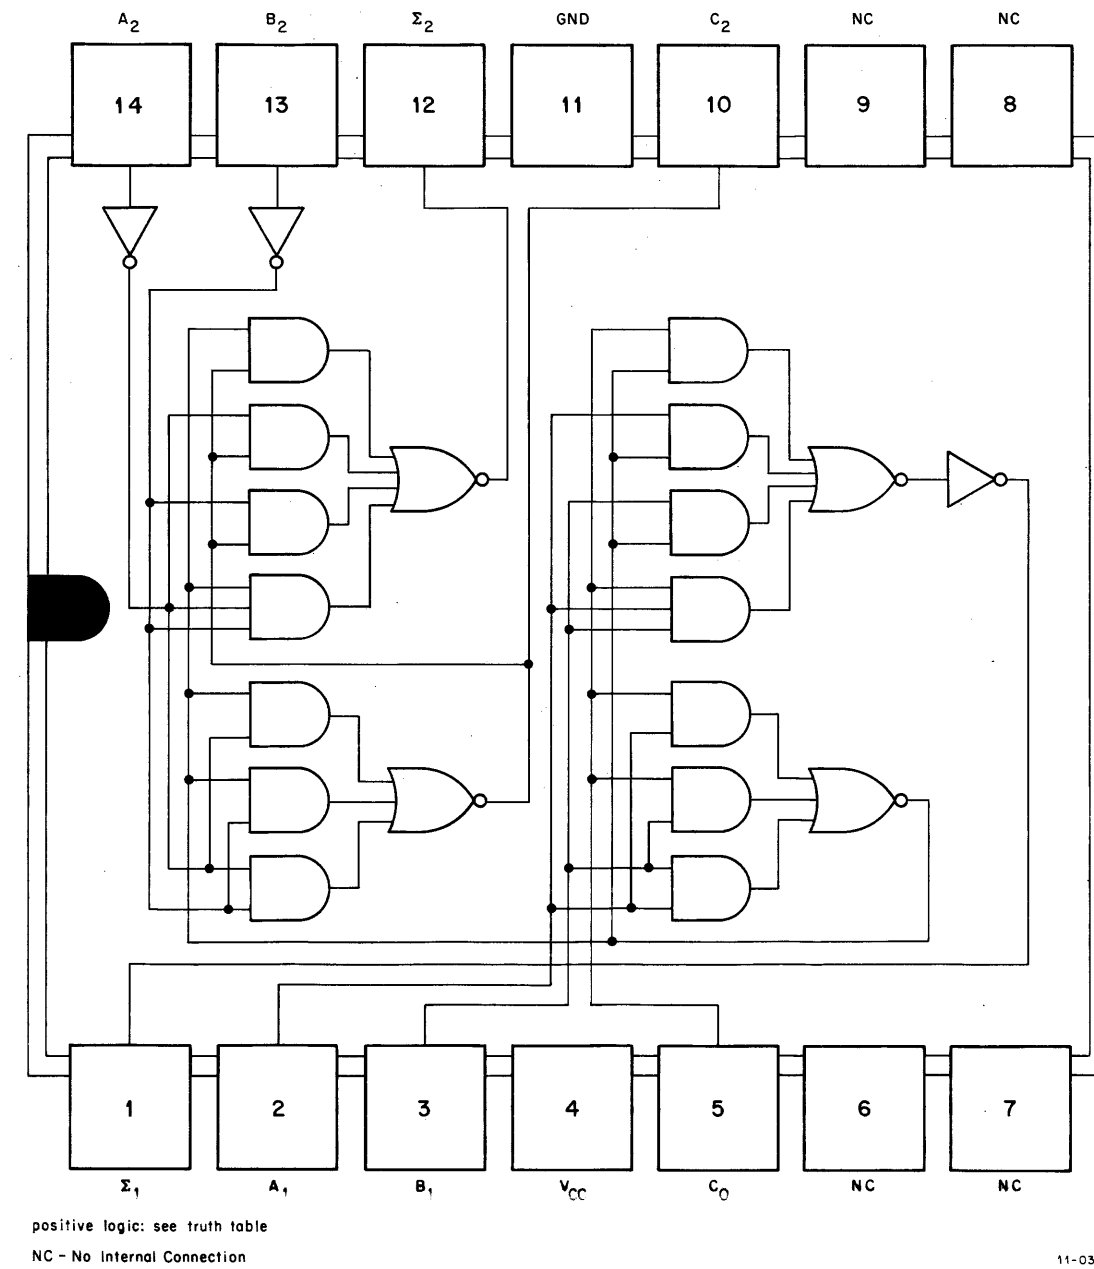 A₂ B₂ Σ₂ GND C₂ NC NC
14 13 12 11 10 9 8
1 2 3 4 5 6 7
Σ₁ A₁ B₁ V_CC C₀ NC NC
positive logic: see truth table
NC – No Internal Connection
11-03